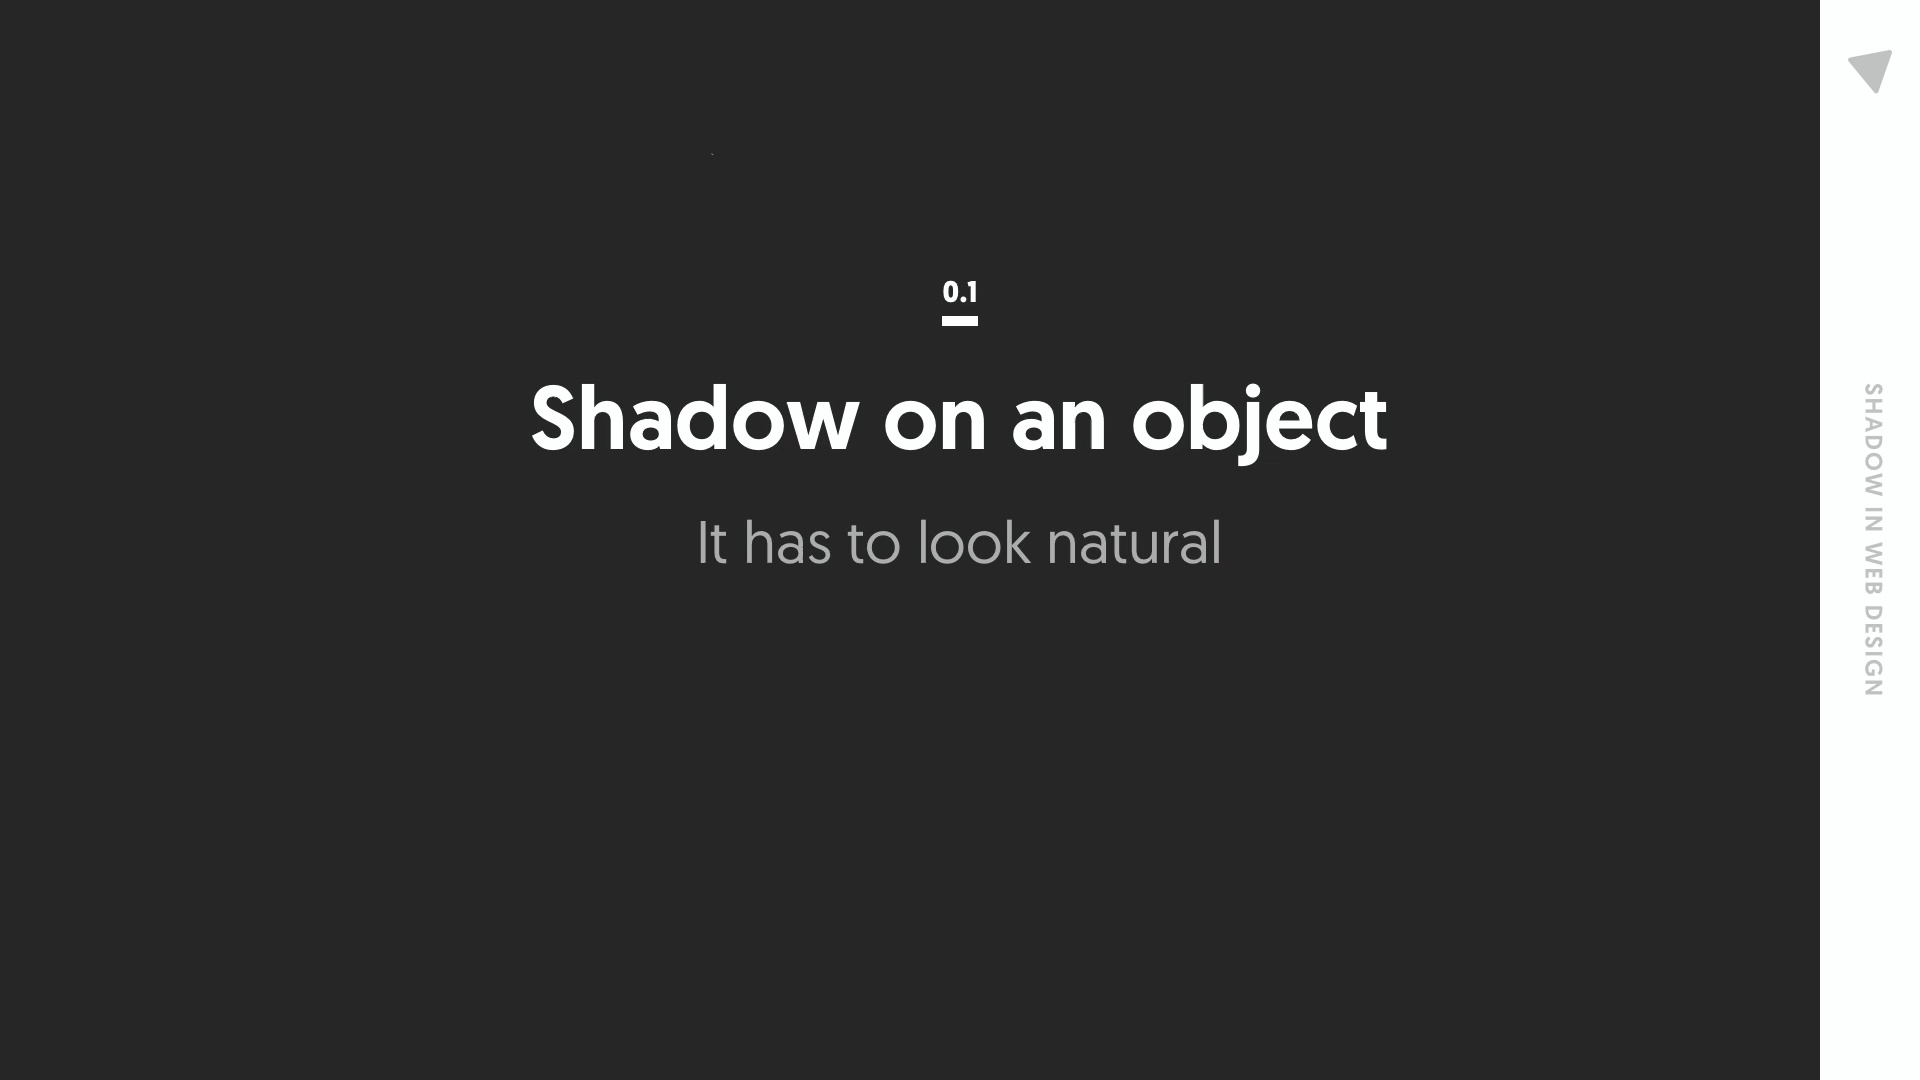 0.1
Shadow on an object
It has to look natural
SHADOW IN WEB DESIGN